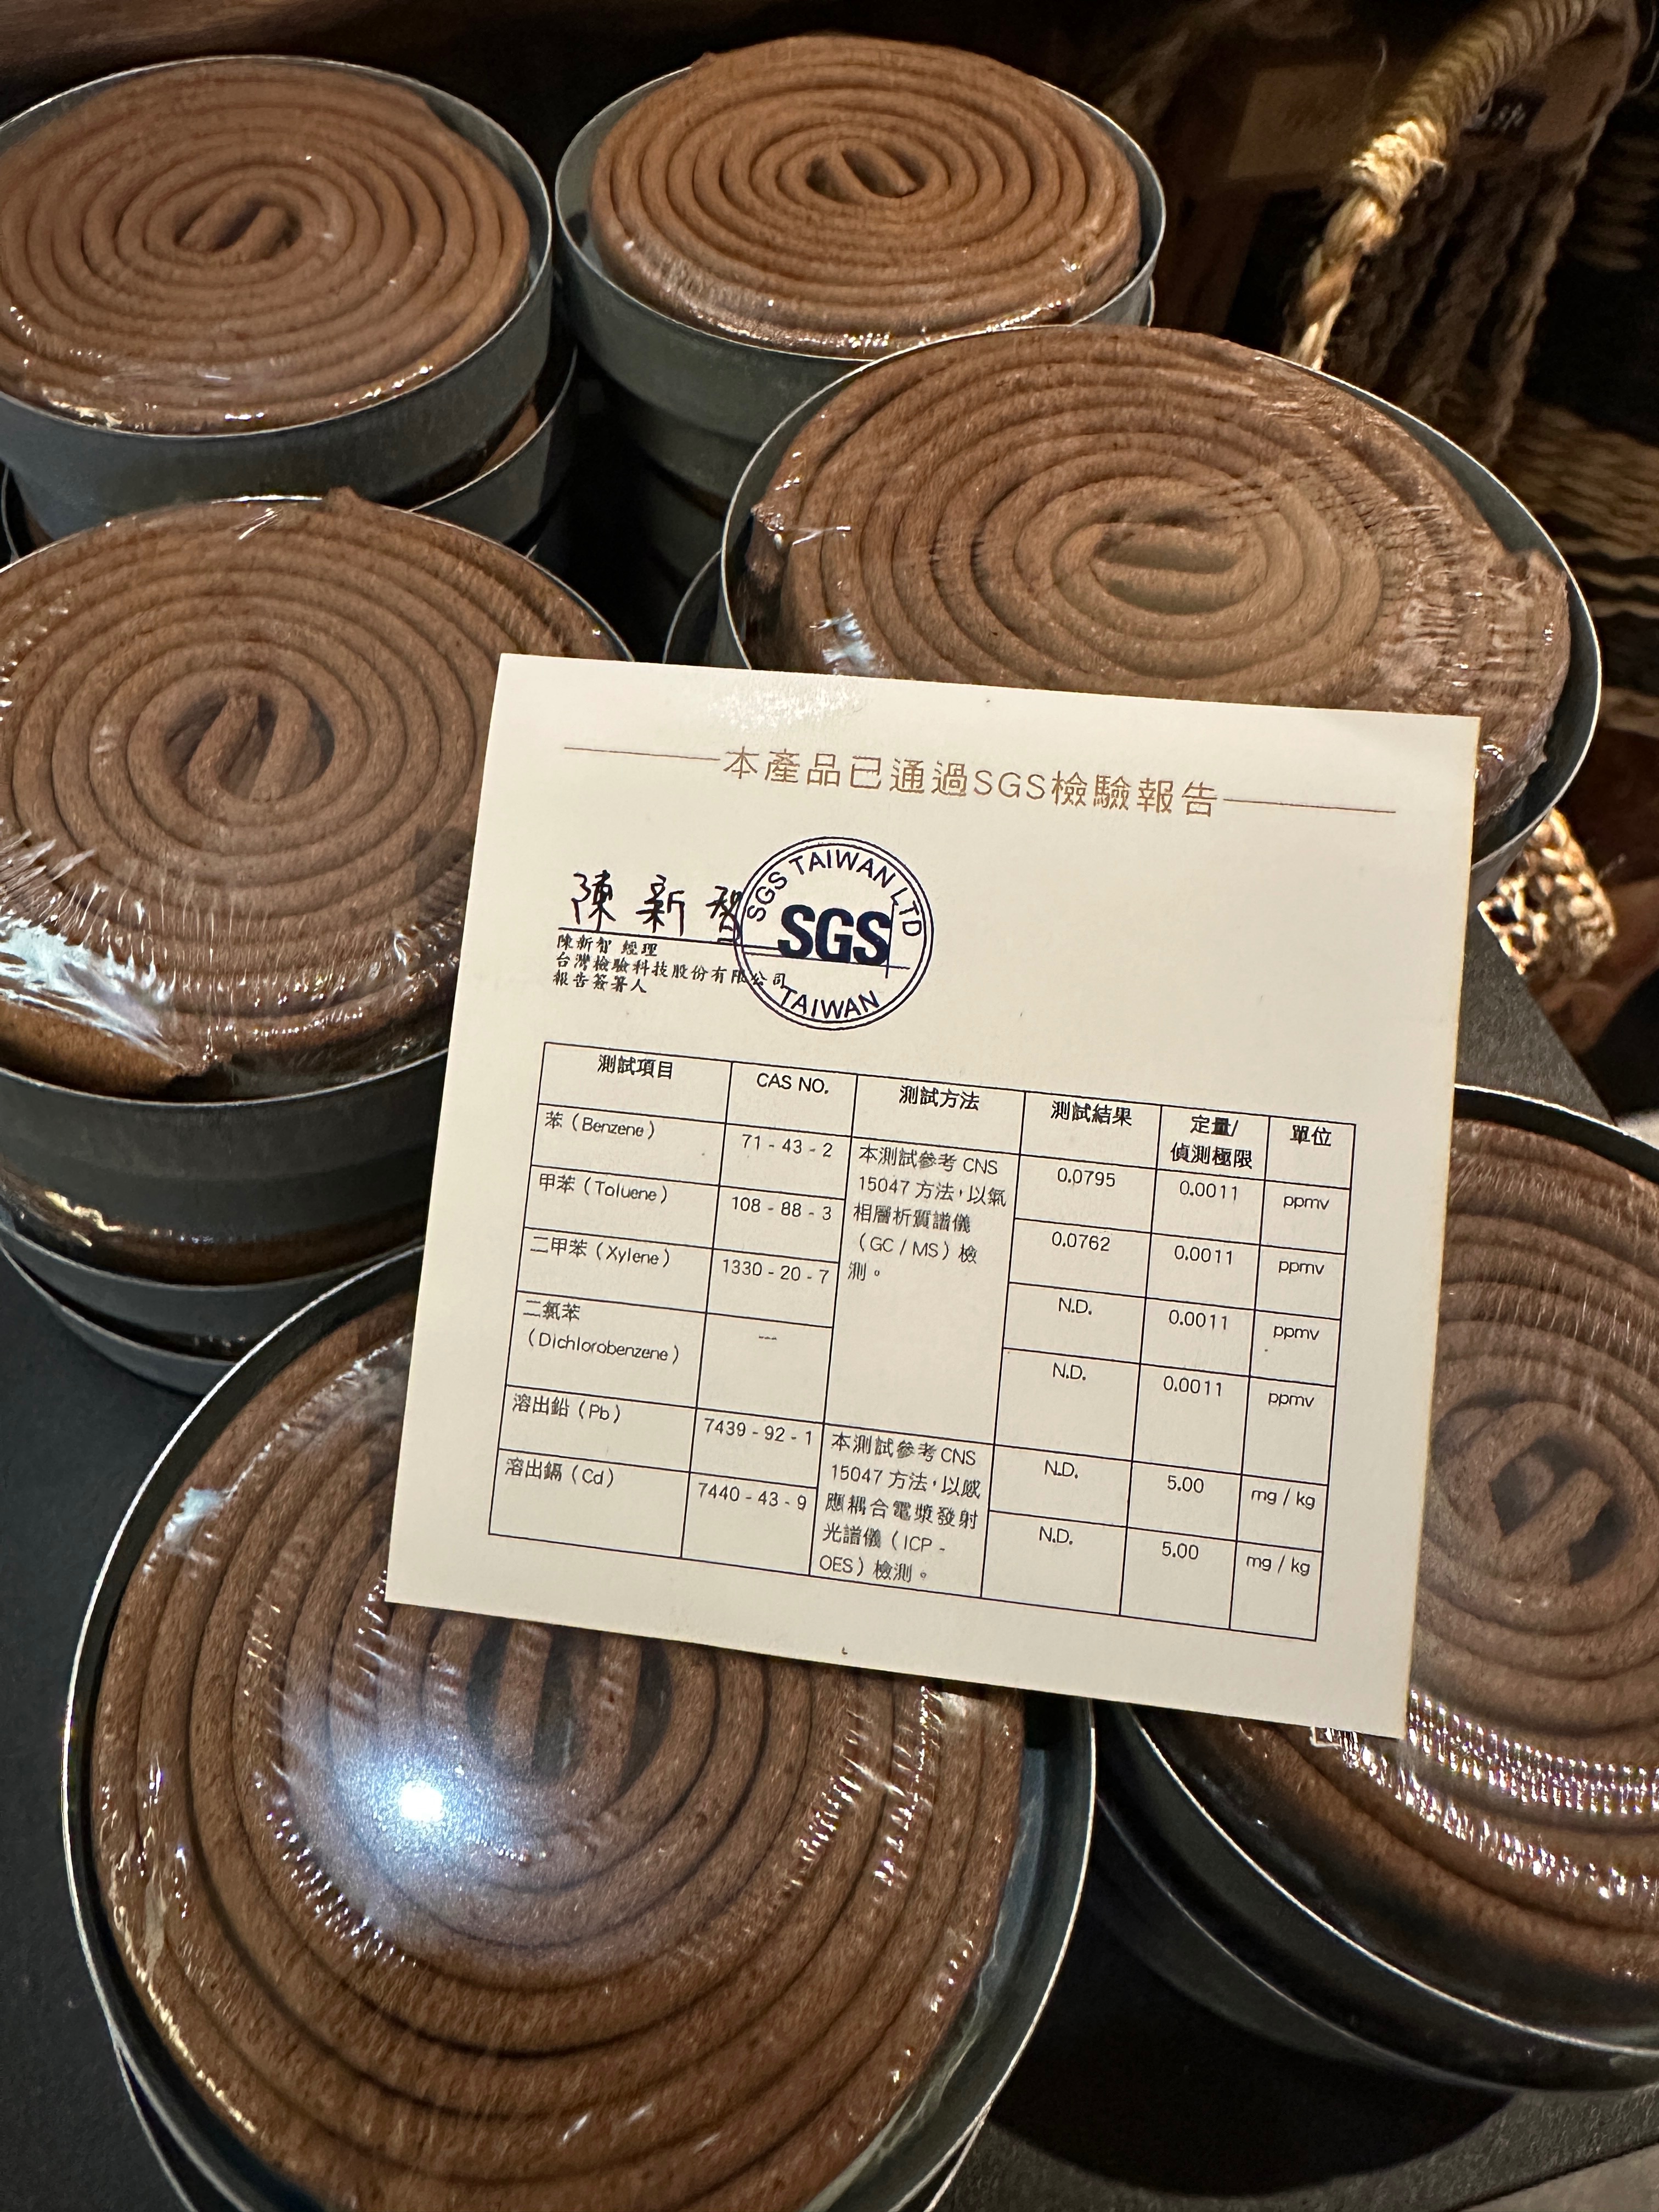 本產品已通過SGS檢驗報告
陳新智
陳新智 經理
台灣檢驗科技股份有限公司
報告簽署人
SGS TAIWAN LTD
SGS
TAIWAN
測試項目 CAS NO. 測試方法 測試結果 定量/偵測極限 單位
苯（Benzene） 71-43-2 0.0795 0.0011 ppmv
甲苯（Toluene） 108-88-3 0.0762 0.0011 ppmv
二甲苯（Xylene） 1330-20-7 N.D. 0.0011 ppmv
二氯苯
（Dichlorobenzene） --- N.D. 0.0011 ppmv
本測試參考 CNS
15047 方法，以氣
相層析質譜儀
（GC / MS）檢
測。
溶出鉛（Pb） 7439-92-1 N.D. 5.00 mg / kg
溶出鎘（Cd） 7440-43-9 N.D. 5.00 mg / kg
本測試參考 CNS
15047 方法，以感
應耦合電漿發射
光譜儀（ICP -
OES）檢測。